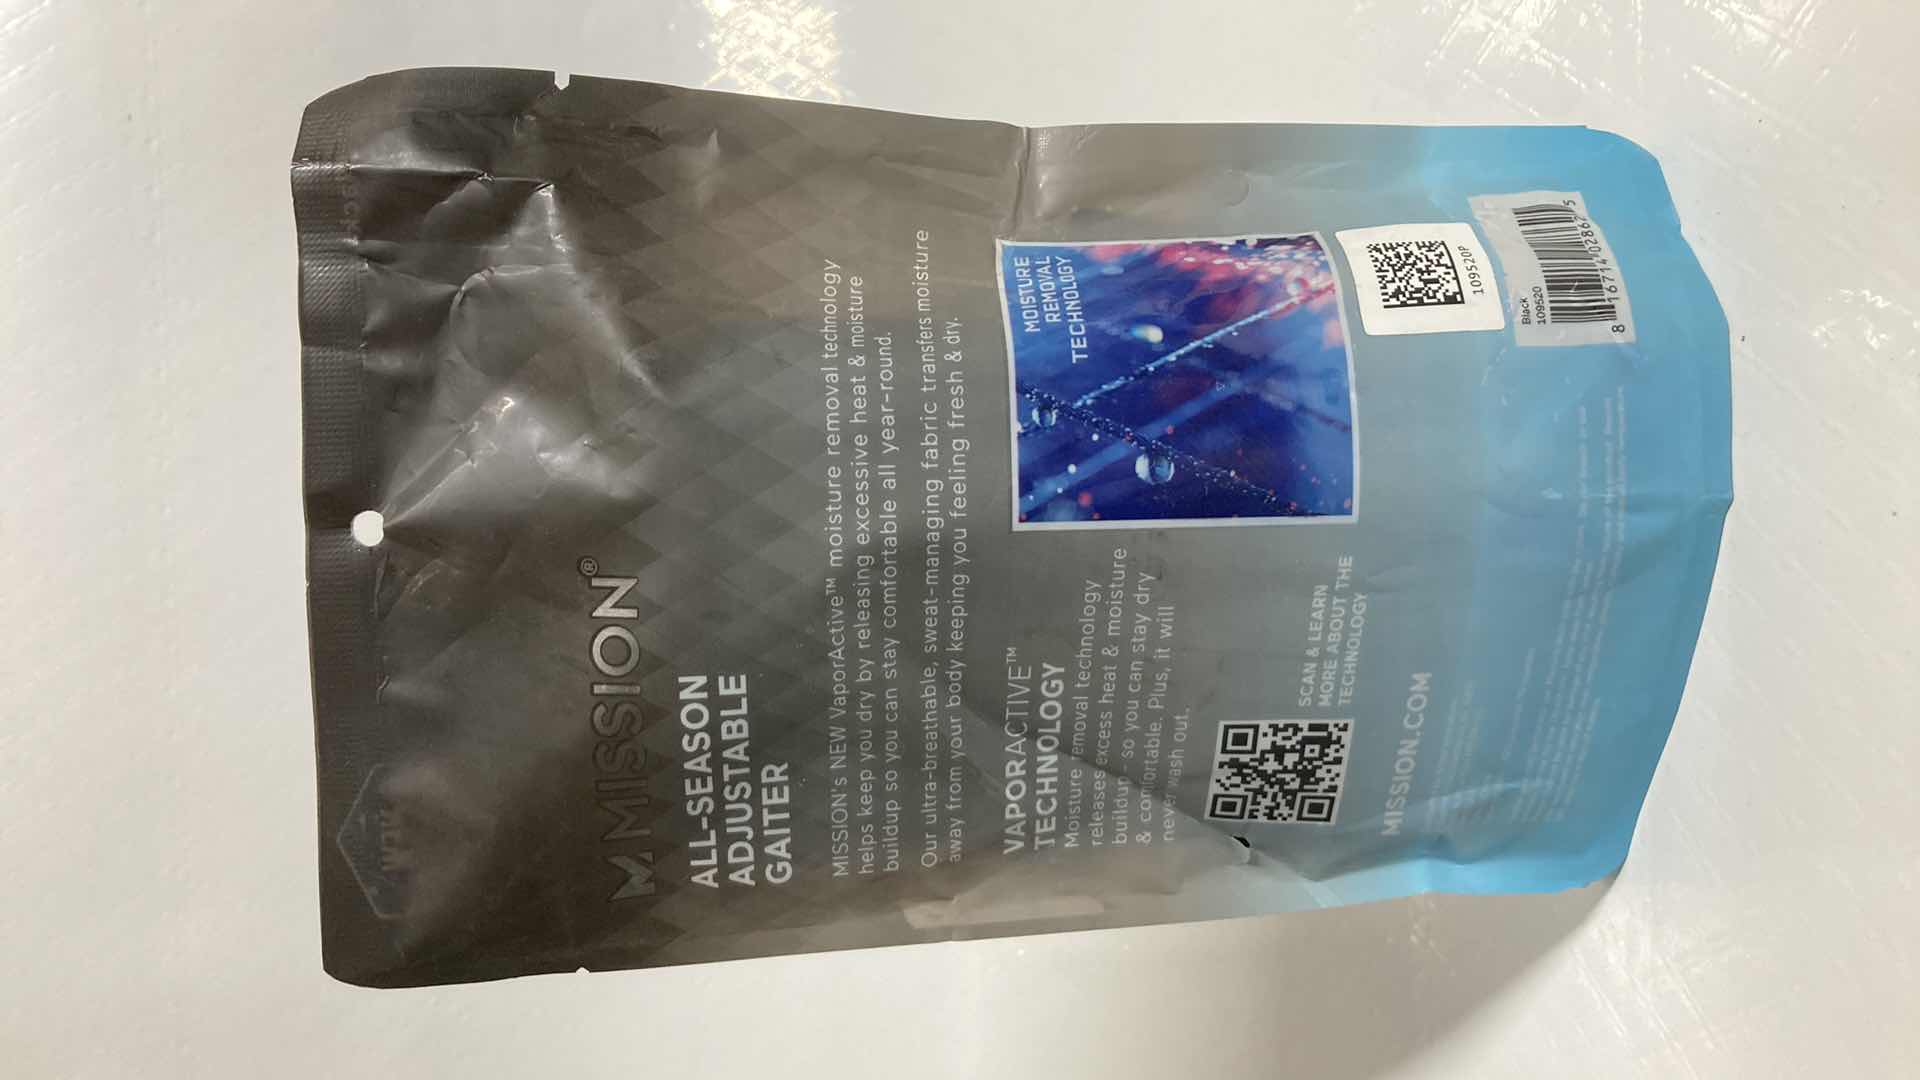 MISSION®
ALL-SEASON
ADJUSTABLE
GAITER
MISSION's NEW VaporActive™ moisture removal technology
helps keep you dry by releasing excessive heat & moisture
buildup so you can stay comfortable all year-round.
Our ultra-breathable, sweat-managing fabric transfers moisture
away from your body keeping you feeling fresh & dry.
VAPORACTIVE™
TECHNOLOGY
Moisture removal technology
releases excess heat & moisture
buildup so you can stay dry
& comfortable. Plus, it will
never wash out.
MOISTURE
REMOVAL
TECHNOLOGY
SCAN & LEARN
MORE ABOUT THE
TECHNOLOGY
MISSION.COM
109520P
Black
109520
8 16714 02862 5